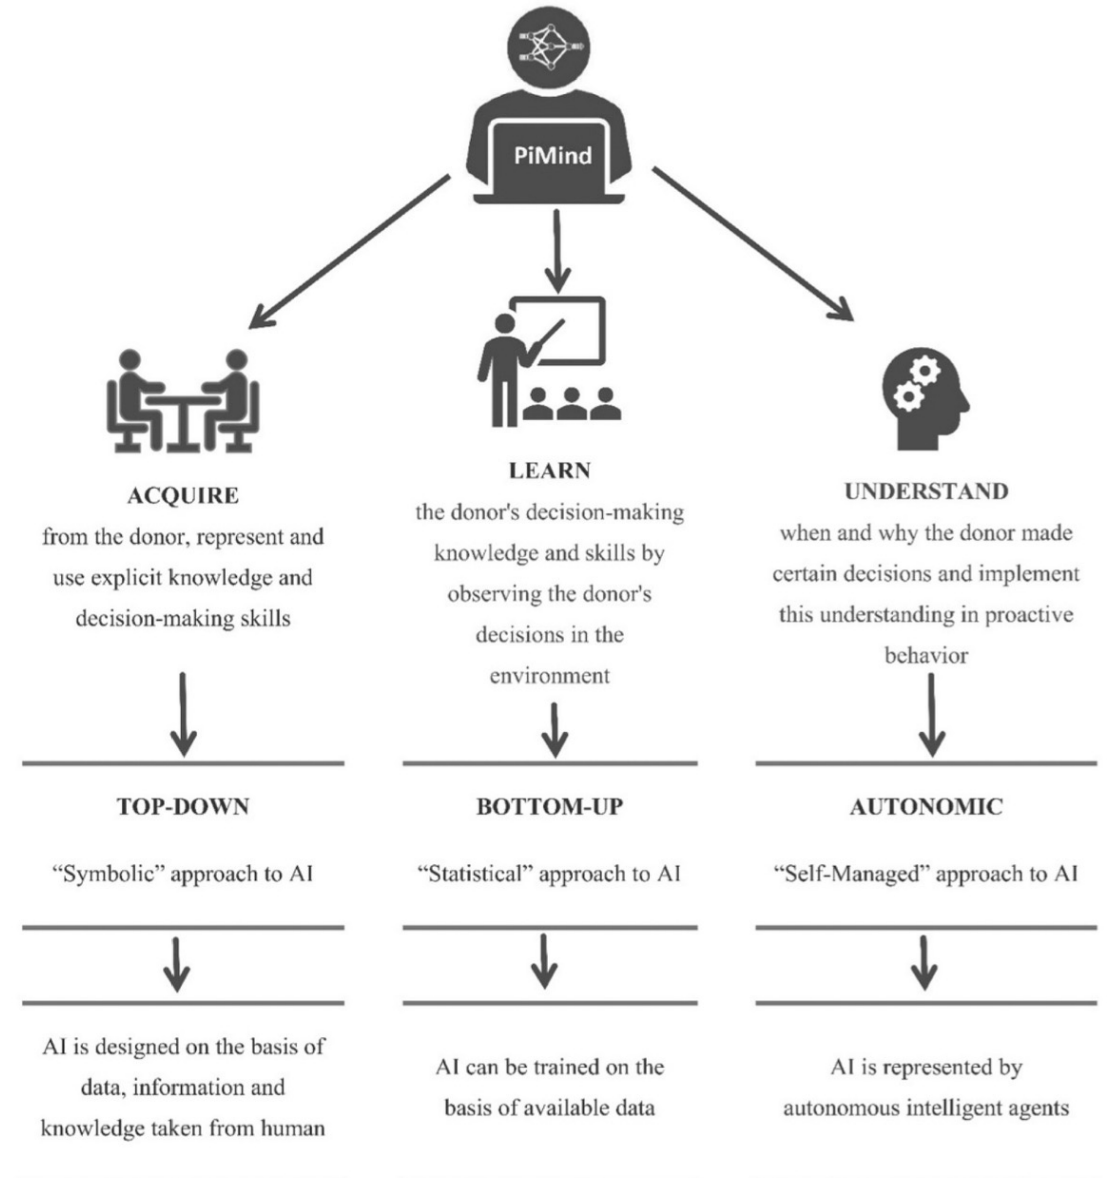 PiMind
ACQUIRE
from the donor, represent and
use explicit knowledge and
decision-making skills
LEARN
the donor's decision-making
knowledge and skills by
observing the donor's
decisions in the
environment
UNDERSTAND
when and why the donor made
certain decisions and implement
this understanding in proactive
behavior
TOP-DOWN
“Symbolic” approach to AI
BOTTOM-UP
“Statistical” approach to AI
AUTONOMIC
“Self-Managed” approach to AI
AI is designed on the basis of
data, information and
knowledge taken from human
AI can be trained on the
basis of available data
AI is represented by
autonomous intelligent agents